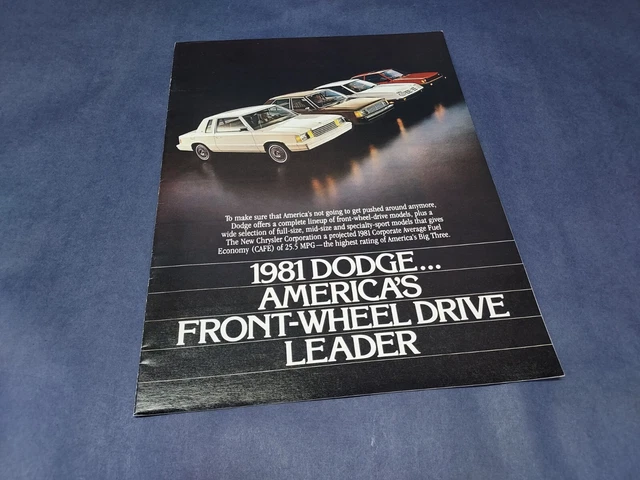 To make sure that America's not going to get pushed around anymore,
Dodge offers a complete lineup of front-wheel-drive models, plus a
wide selection of full-size, mid-size and specialty-sport models that gives
The New Chrysler Corporation a projected 1981 Corporate Average Fuel
Economy (CAFE) of 25.5 MPG—the highest rating of America's Big Three.
1981 DODGE...
AMERICA'S
FRONT-WHEEL DRIVE
LEADER